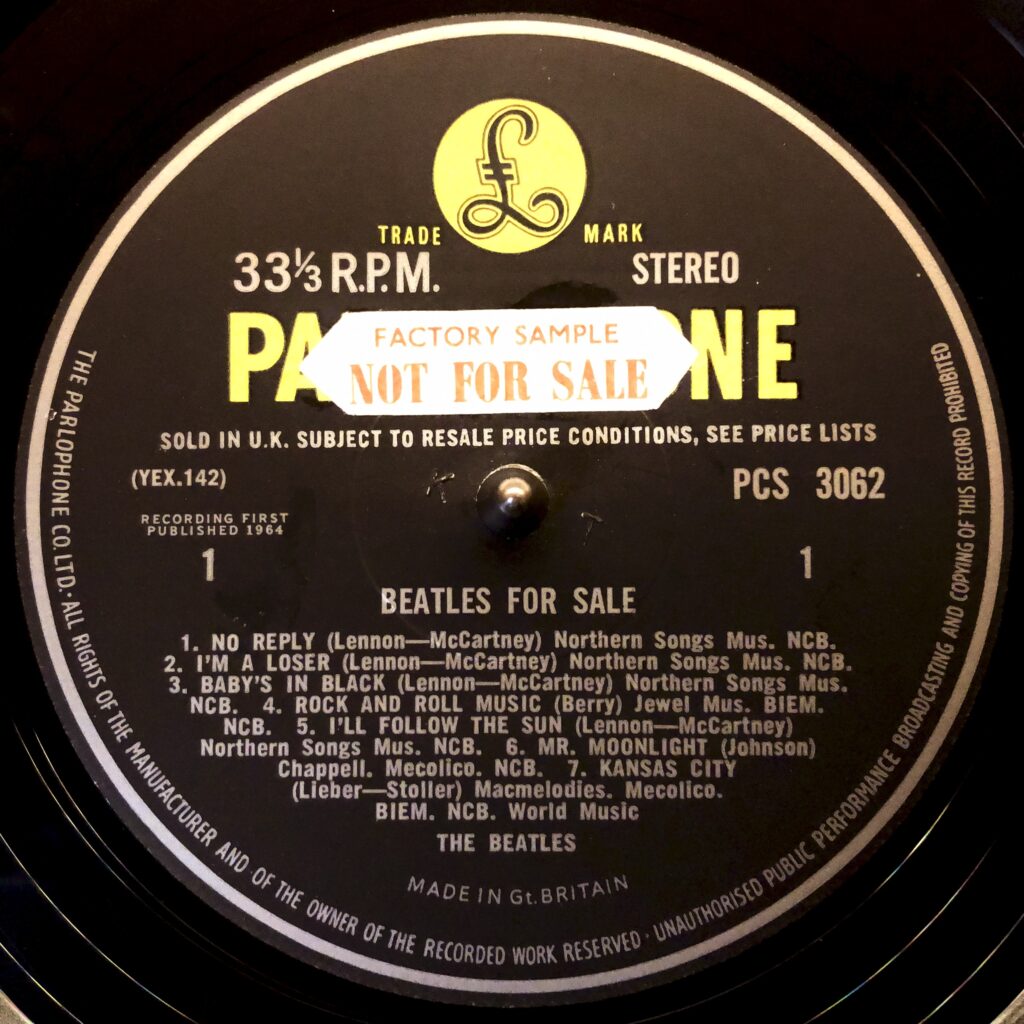 £
TRADE MARK
33⅓ R.P.M. STEREO
FACTORY SAMPLE
NOT FOR SALE
PA ONE
SOLD IN U.K. SUBJECT TO RESALE PRICE CONDITIONS, SEE PRICE LISTS
(YEX.142) PCS 3062
K T
RECORDING FIRST
PUBLISHED 1964
1 1
BEATLES FOR SALE
1. NO REPLY (Lennon—McCartney) Northern Songs Mus. NCB.
2. I'M A LOSER (Lennon—McCartney) Northern Songs Mus. NCB.
3. BABY'S IN BLACK (Lennon—McCartney) Northern Songs Mus.
NCB. 4. ROCK AND ROLL MUSIC (Berry) Jewel Mus. BIEM.
NCB. 5. I'LL FOLLOW THE SUN (Lennon—McCartney)
Northern Songs Mus. NCB. 6. MR. MOONLIGHT (Johnson)
Chappell. Mecolico. NCB. 7. KANSAS CITY
(Lieber—Stoller) Macmelodies. Mecolico.
BIEM. NCB. World Music
THE BEATLES
MADE IN Gt. BRITAIN
THE PARLOPHONE CO. LTD. · ALL RIGHTS OF THE MANUFACTURER AND OF THE OWNER OF THE RECORDED WORK RESERVED · UNAUTHORISED PUBLIC PERFORMANCE BROADCASTING AND COPYING OF THIS RECORD PROHIBITED